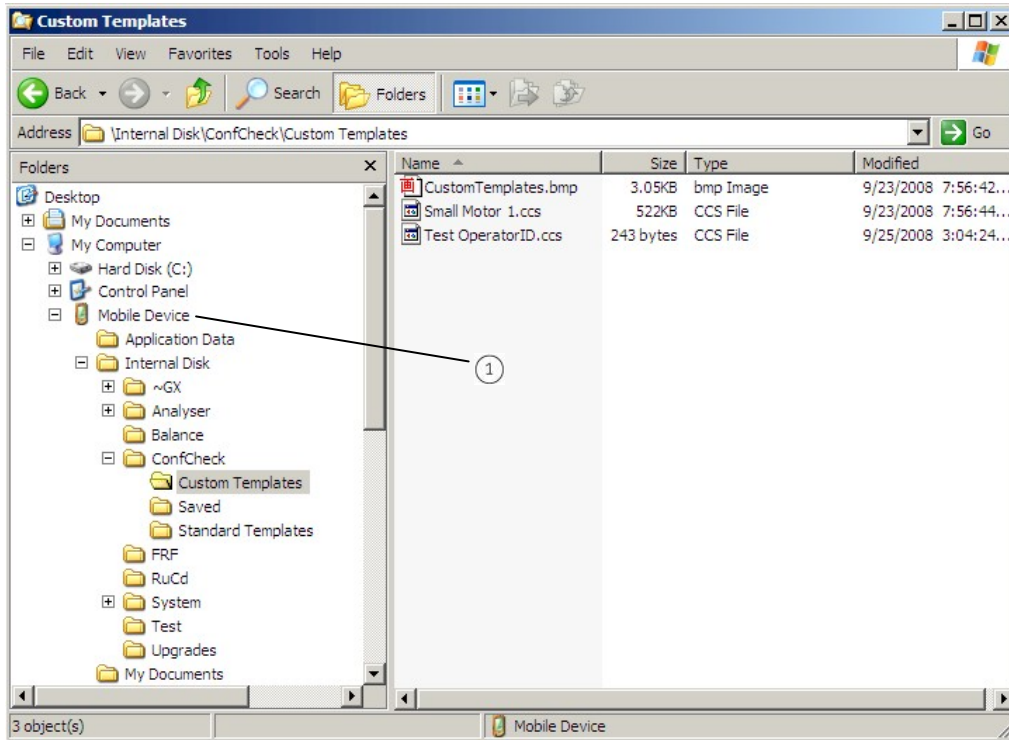 Custom Templates
File Edit View Favorites Tools Help
Back Search Folders
Address \Internal Disk\ConfCheck\Custom Templates Go
Folders
Desktop
My Documents
My Computer
Hard Disk (C:)
Control Panel
Mobile Device
Application Data
Internal Disk
~GX
Analyser
Balance
ConfCheck
Custom Templates
Saved
Standard Templates
FRF
RuCd
System
Test
Upgrades
My Documents
Name Size Type Modified
CustomTemplates.bmp 3.05KB bmp Image 9/23/2008 7:56:42...
Small Motor 1.ccs 522KB CCS File 9/23/2008 7:56:44...
Test OperatorID.ccs 243 bytes CCS File 9/25/2008 3:04:24...
1
3 object(s) Mobile Device